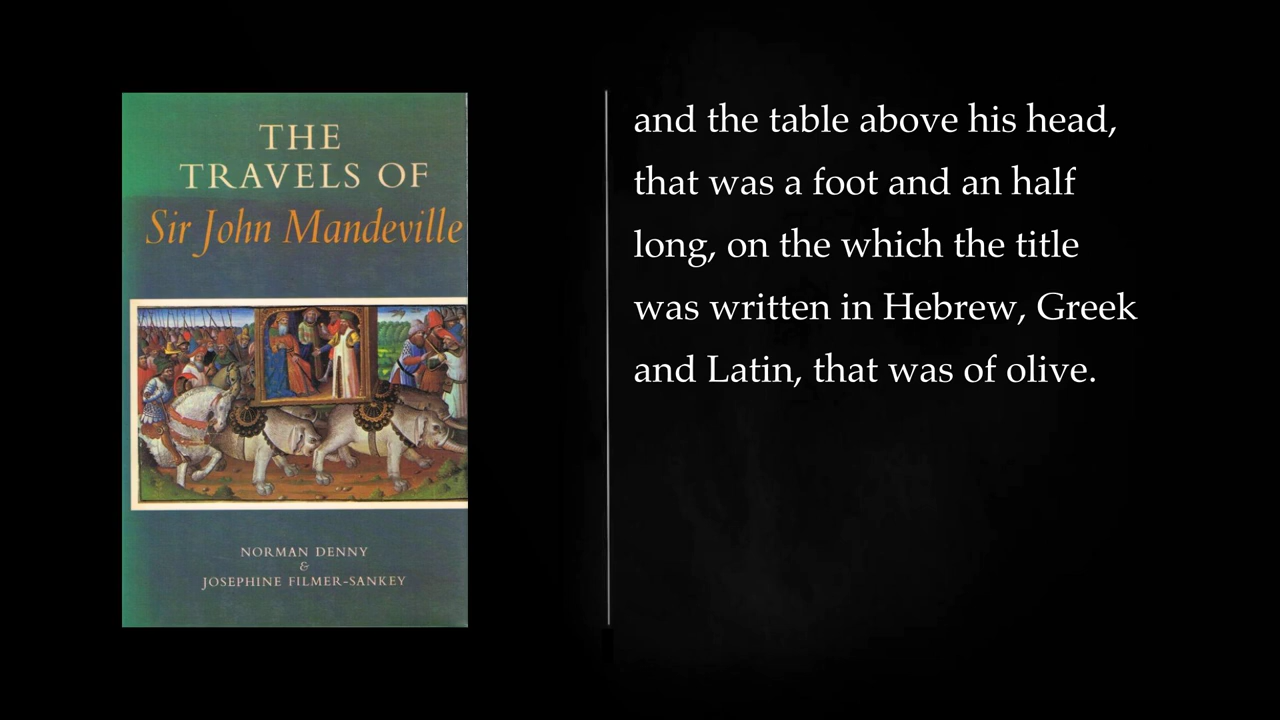 THE
TRAVELS OF
Sir John Mandeville
NORMAN DENNY
&
JOSEPHINE FILMER-SANKEY
and the table above his head,
that was a foot and an half
long, on the which the title
was written in Hebrew, Greek
and Latin, that was of olive.